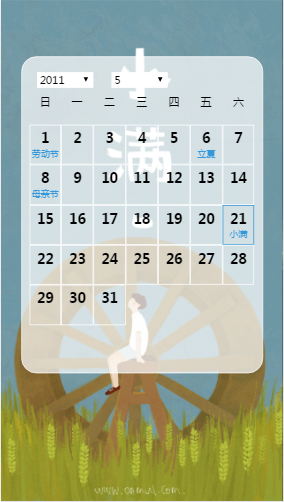 小
2011 5
日 一 二 三 四 五 六
满
1 2 3 4 5 6 7
劳动节 立夏
8 9 10 11 12 13 14
母亲节
15 16 17 18 19 20 21
小满
22 23 24 25 26 27 28
29 30 31